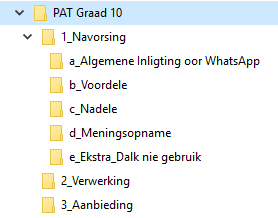 PAT Graad 10
1_Navorsing
a_Algemene Inligting oor WhatsApp
b_Voordele
c_Nadele
d_Meningsopname
e_Ekstra_Dalk nie gebruik
2_Verwerking
3_Aanbieding